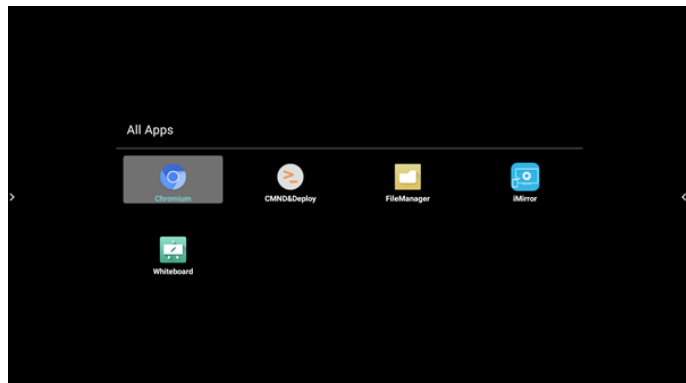 All Apps
Chromium
CMND&Deploy
FileManager
iMirror
Whiteboard